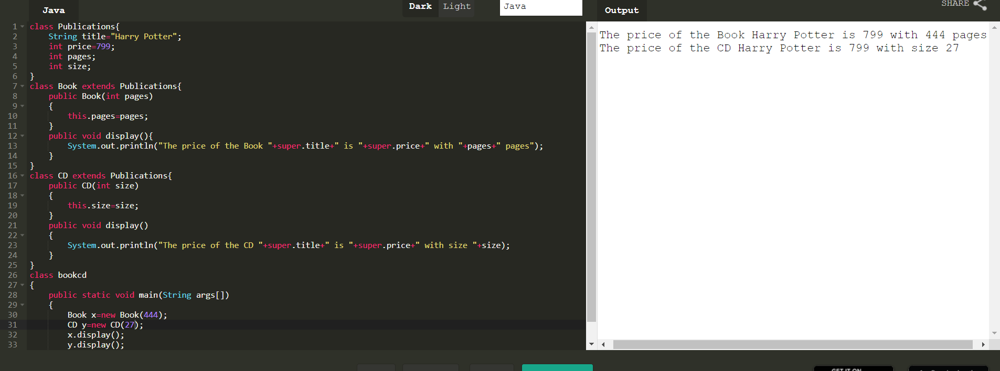 Java
Dark Light
Java
Output
SHARE
1 class Publications{
2     String title="Harry Potter";
3     int price=799;
4     int pages;
5     int size;
6 }
7 class Book extends Publications{
8     public Book(int pages)
9     {
10         this.pages=pages;
11     }
12     public void display(){
13         System.out.println("The price of the Book "+super.title+" is "+super.price+" with "+pages+" pages");
14     }
15 }
16 class CD extends Publications{
17     public CD(int size)
18     {
19         this.size=size;
20     }
21     public void display()
22     {
23         System.out.println("The price of the CD "+super.title+" is "+super.price+" with size "+size);
24     }
25 }
26 class bookcd
27 {
28     public static void main(String args[])
29     {
30         Book x=new Book(444);
31         CD y=new CD(27);
32         x.display();
33         y.display();
The price of the Book Harry Potter is 799 with 444 pages
The price of the CD Harry Potter is 799 with size 27
GET IT ON